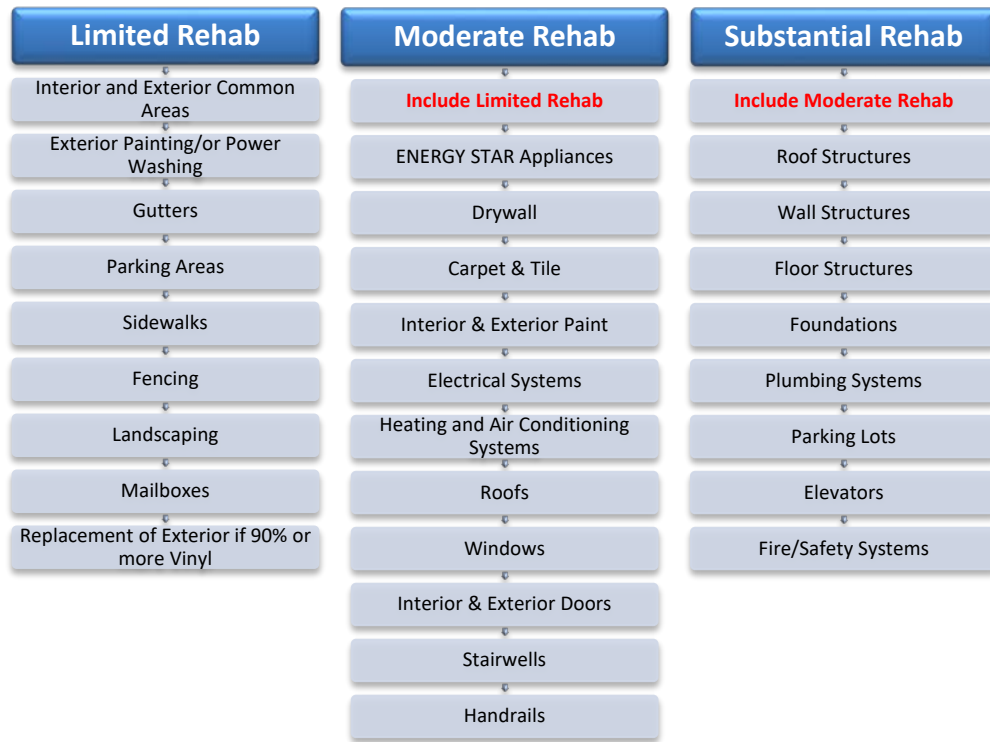 Limited Rehab
Interior and Exterior Common
Areas
Exterior Painting/or Power
Washing
Gutters
Parking Areas
Sidewalks
Fencing
Landscaping
Mailboxes
Replacement of Exterior if 90% or
more Vinyl
Moderate Rehab
Include Limited Rehab
ENERGY STAR Appliances
Drywall
Carpet & Tile
Interior & Exterior Paint
Electrical Systems
Heating and Air Conditioning
Systems
Roofs
Windows
Interior & Exterior Doors
Stairwells
Handrails
Substantial Rehab
Include Moderate Rehab
Roof Structures
Wall Structures
Floor Structures
Foundations
Plumbing Systems
Parking Lots
Elevators
Fire/Safety Systems